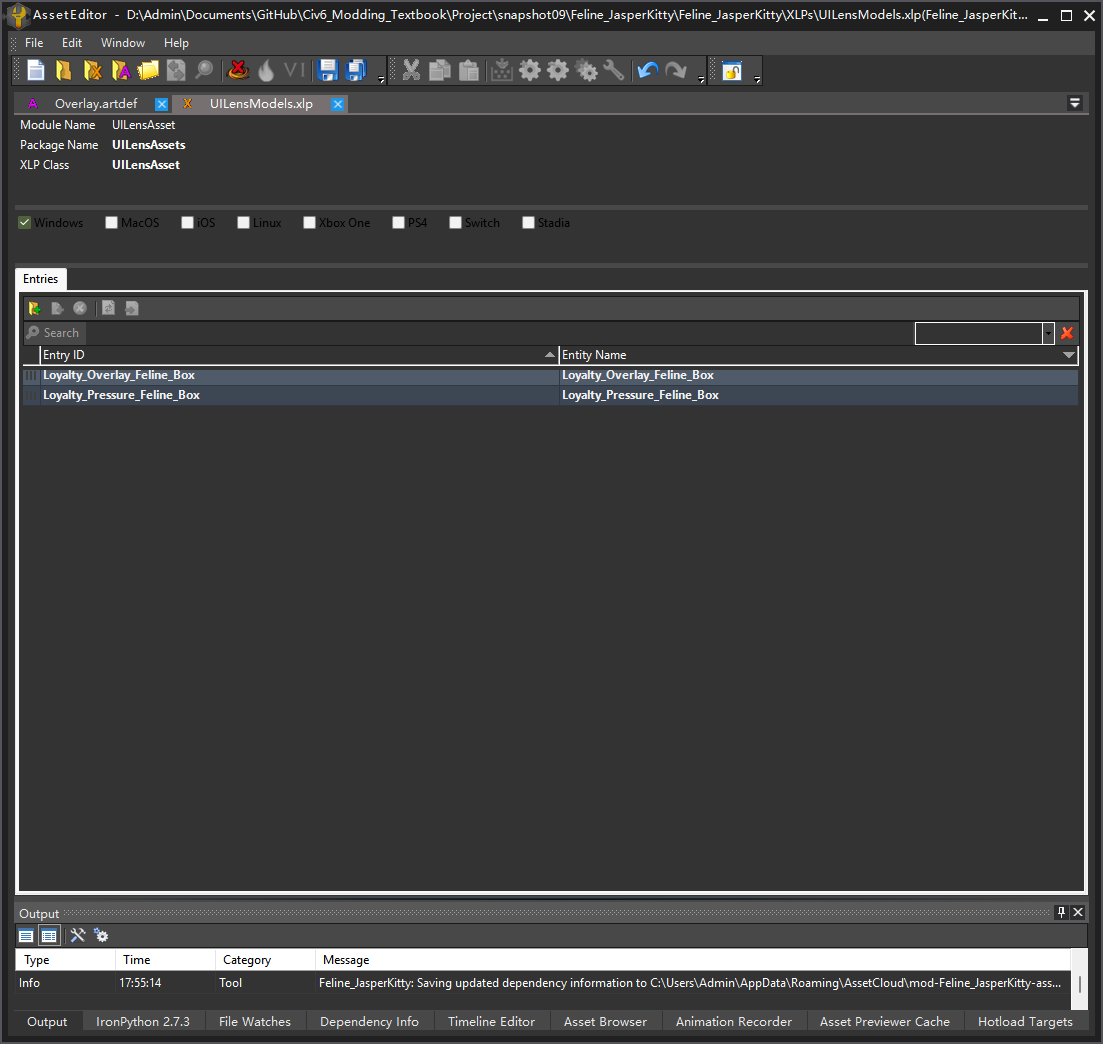 AssetEditor - D:\Admin\Documents\GitHub\Civ6_Modding_Textbook\Project\snapshot09\Feline_JasperKitty\Feline_JasperKitty\XLPs\UILensModels.xlp(Feline_JasperKit...
File Edit Window Help
VI
A Overlay.artdef X UILensModels.xlp
Module Name UILensAsset
Package Name UILensAssets
XLP Class UILensAsset
Windows MacOS iOS Linux Xbox One PS4 Switch Stadia
Entries
Search
Entry ID Entity Name
Loyalty_Overlay_Feline_Box Loyalty_Overlay_Feline_Box
Loyalty_Pressure_Feline_Box Loyalty_Pressure_Feline_Box
Output
Type Time Category Message
Info 17:55:14 Tool Feline_JasperKitty: Saving updated dependency information to C:\Users\Admin\AppData\Roaming\AssetCloud\mod-Feline_JasperKitty-ass...
Output IronPython 2.7.3 File Watches Dependency Info Timeline Editor Asset Browser Animation Recorder Asset Previewer Cache Hotload Targets